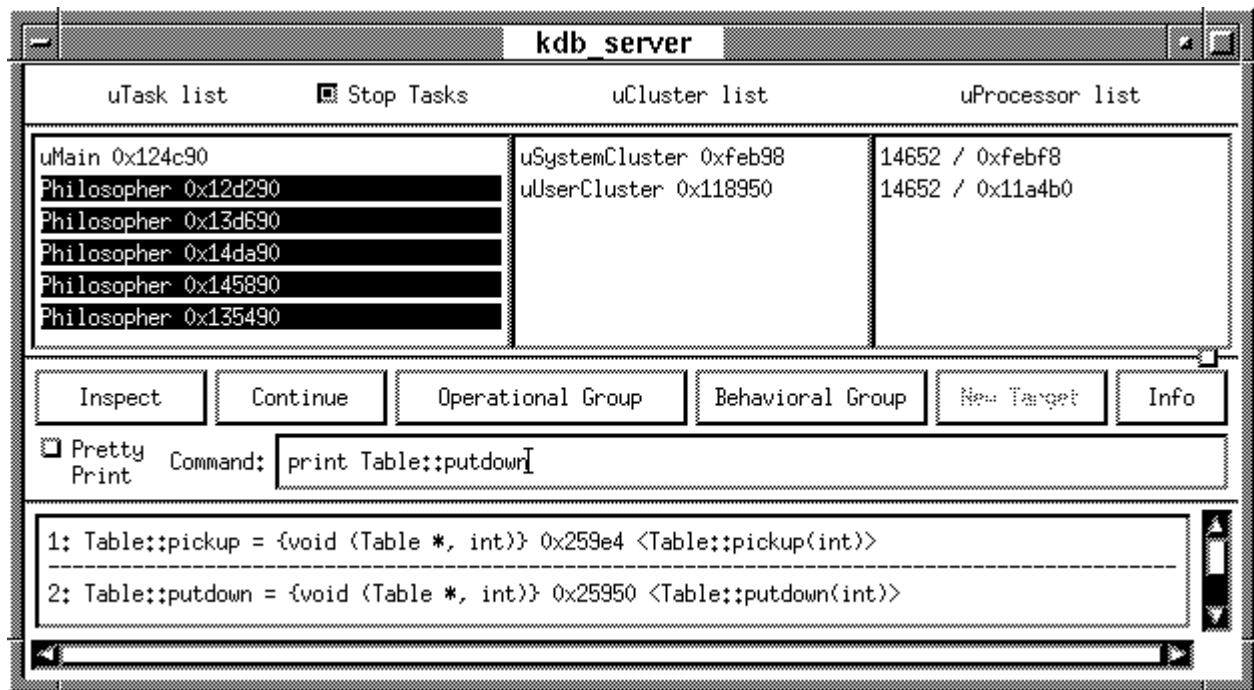 kdb_server
uTask list Stop Tasks uCluster list uProcessor list
uMain 0x124c90 uSystemCluster 0xfeb98 14652 / 0xfebf8
Philosopher 0x12d290 uUserCluster 0x118950 14652 / 0x11a4b0
Philosopher 0x13d690
Philosopher 0x14da90
Philosopher 0x145890
Philosopher 0x135490
Inspect Continue Operational Group Behavioral Group New Target Info
Pretty Print Command: print Table::putdown
1: Table::pickup = {void (Table *, int)} 0x259e4 <Table::pickup(int)>
2: Table::putdown = {void (Table *, int)} 0x25950 <Table::putdown(int)>